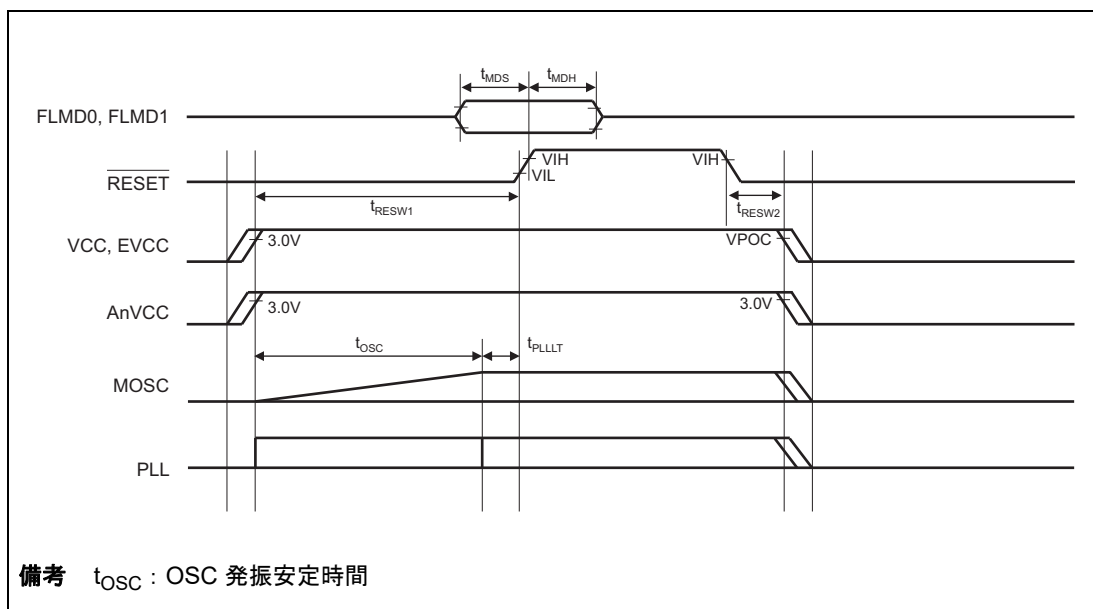 tMDS tMDH
FLMD0, FLMD1
VIH VIH
RESET VIL
tRESW1 tRESW2
VCC, EVCC 3.0V VPOC
AnVCC 3.0V 3.0V
tOSC tPLLLT
MOSC
PLL
備考 tOSC : OSC 発振安定時間